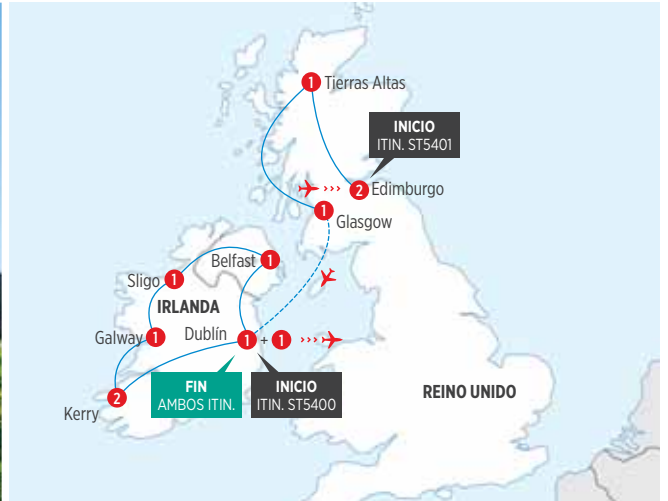 1 Tierras Altas
INICIO
ITIN. ST5401
2 Edimburgo
1
Glasgow
Belfast 1
Sligo 1
IRLANDA
Galway 1
Dublín 1 + 1
FIN
AMBOS ITIN.
INICIO
ITIN. ST5400
REINO UNIDO
2
Kerry